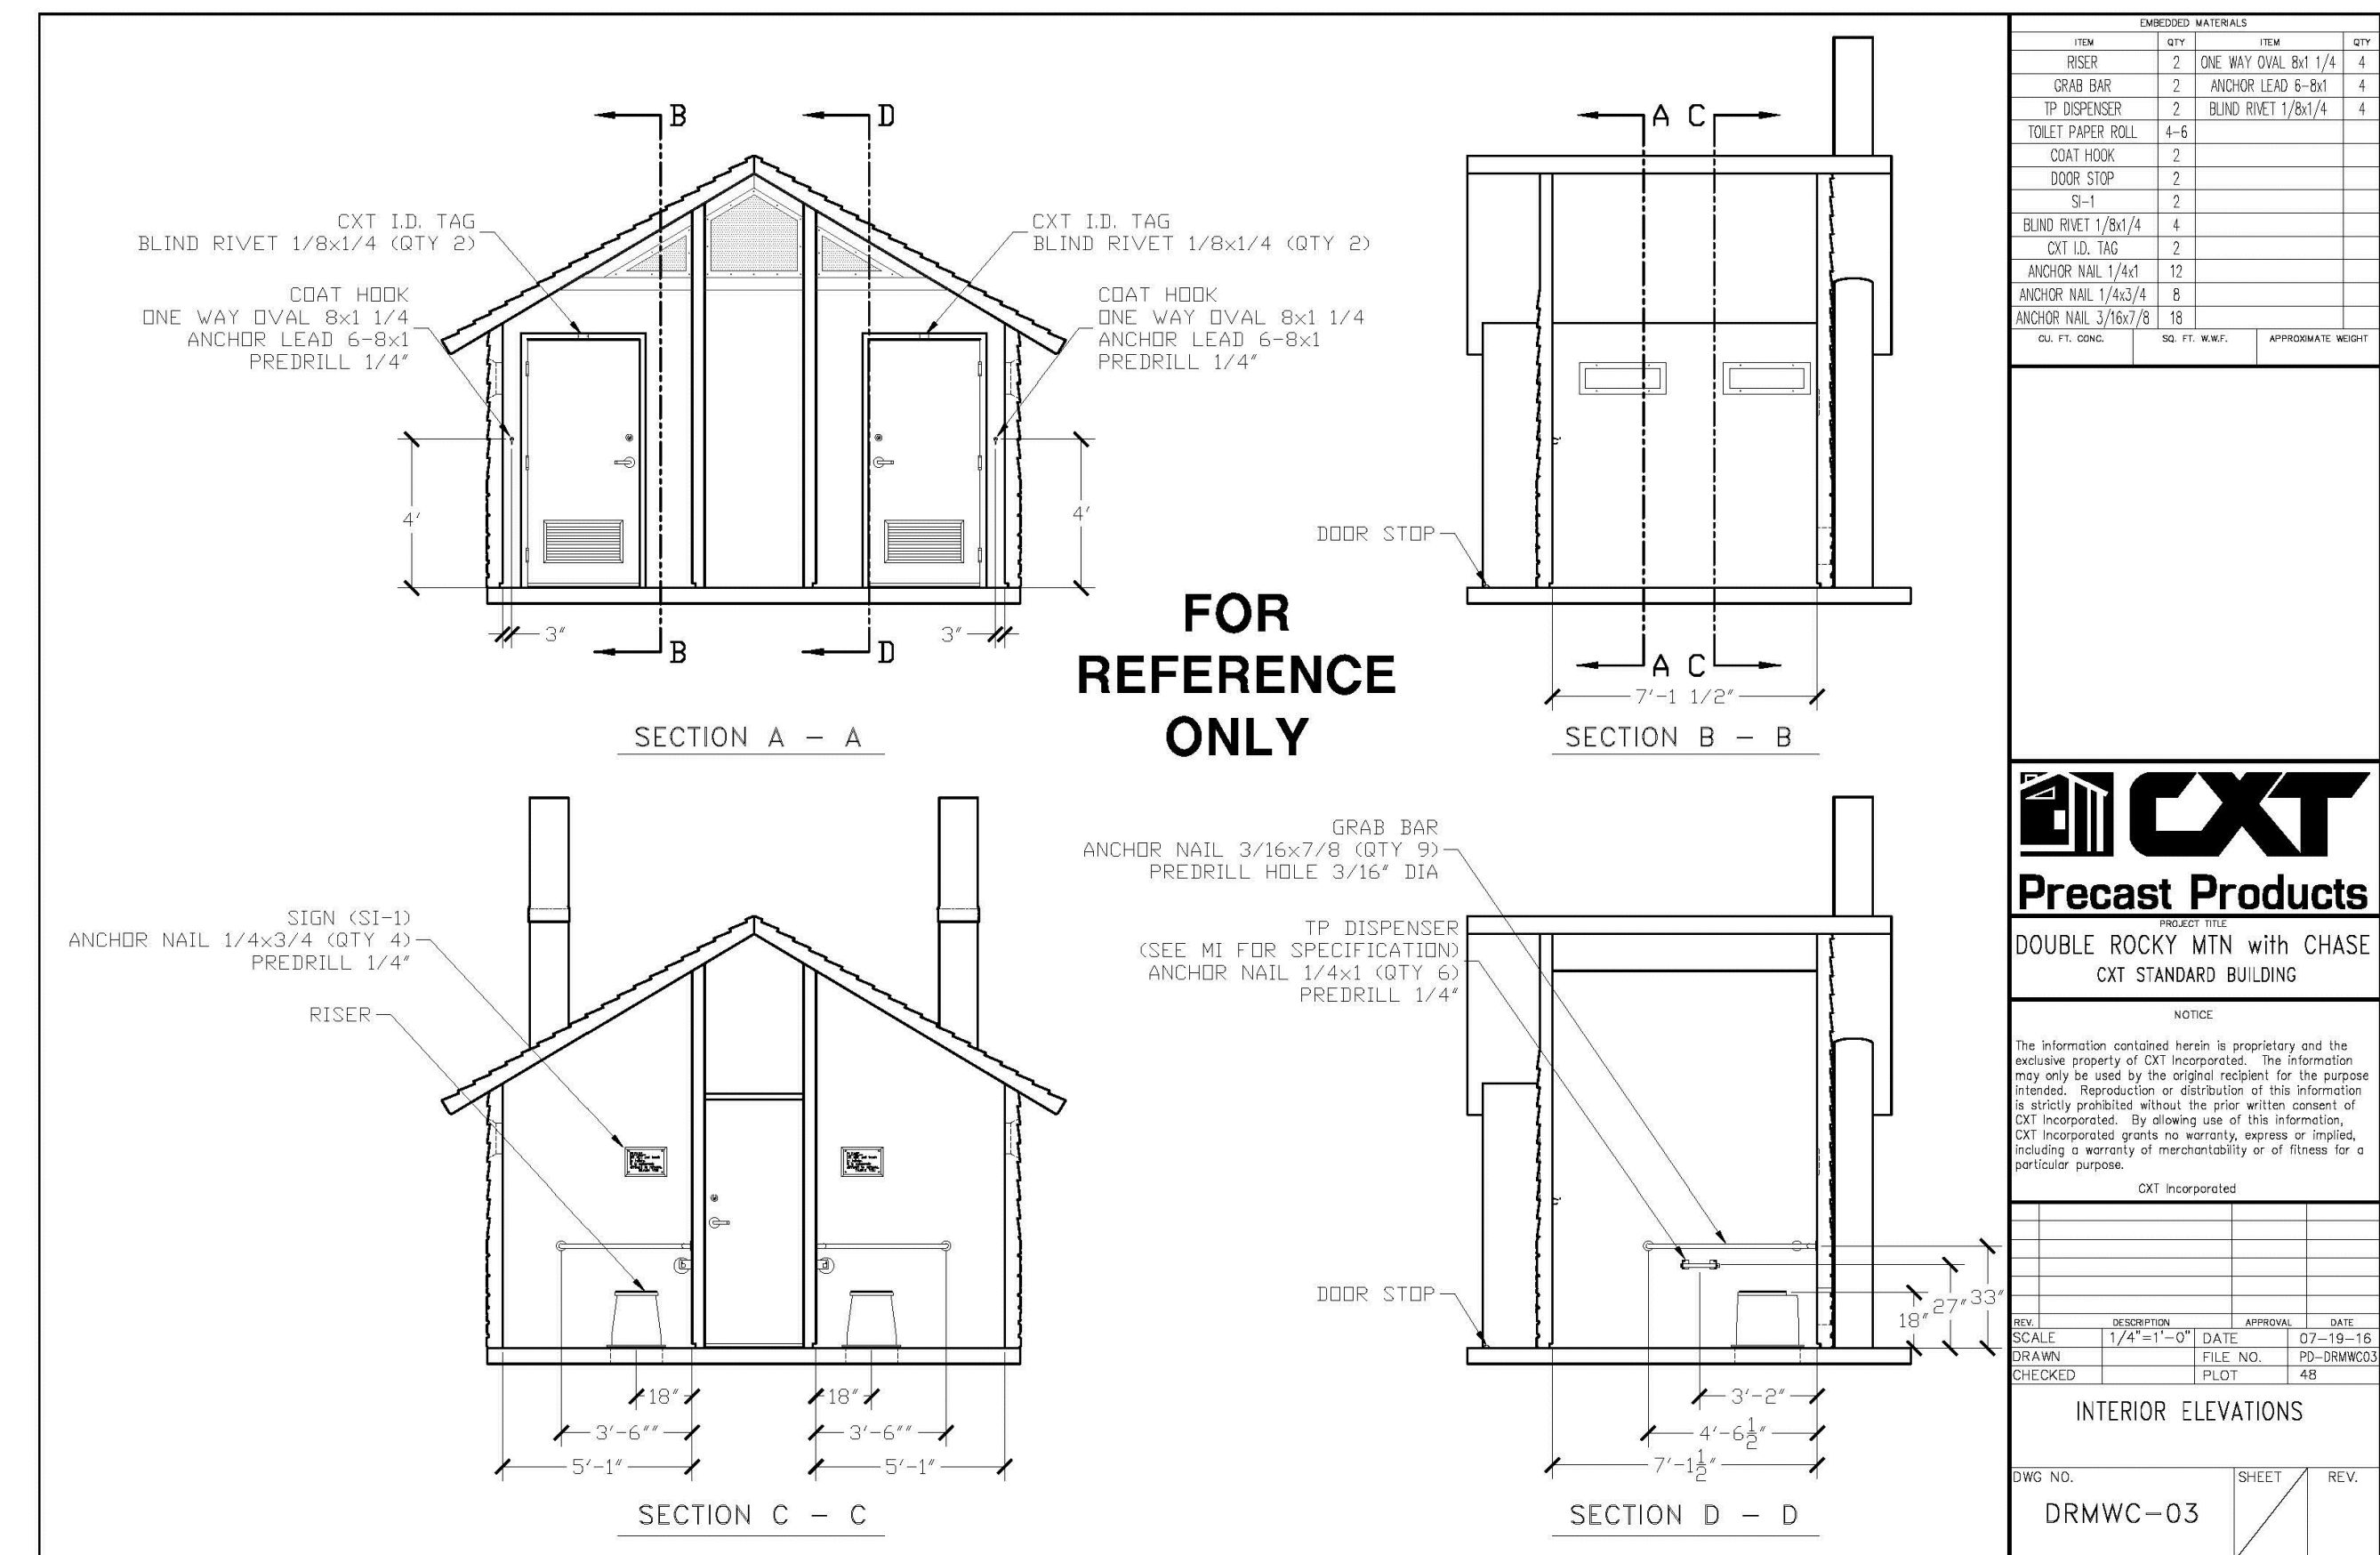 B
D
CXT I.D. TAG
BLIND RIVET 1/8x1/4 (QTY 2)
COAT HOOK
ONE WAY OVAL 8x1 1/4
ANCHOR LEAD 6-8x1
PREDRILL 1/4"
CXT I.D. TAG
BLIND RIVET 1/8x1/4 (QTY 2)
COAT HOOK
ONE WAY OVAL 8x1 1/4
ANCHOR LEAD 6-8x1
PREDRILL 1/4"
4'
4'
3"
3"
B
D
SECTION A - A
FOR
REFERENCE
ONLY
A C
DOOR STOP
A C
7'-1 1/2"
SECTION B - B
SIGN (SI-1)
ANCHOR NAIL 1/4x3/4 (QTY 4)
PREDRILL 1/4"
RISER
18"
18"
3'-6""
3'-6""
5'-1"
5'-1"
SECTION C - C
GRAB BAR
ANCHOR NAIL 3/16x7/8 (QTY 9)
PREDRILL HOLE 3/16" DIA
TP DISPENSER
(SEE MI FOR SPECIFICATION)
ANCHOR NAIL 1/4x1 (QTY 6)
PREDRILL 1/4"
DOOR STOP
18"
27"
33"
3'-2"
4'-6 1/2"
7'-1 1/2"
SECTION D - D
EMBEDDED MATERIALS
ITEM QTY ITEM QTY
RISER 2 ONE WAY OVAL 8x1 1/4 4
GRAB BAR 2 ANCHOR LEAD 6-8x1 4
TP DISPENSER 2 BLIND RIVET 1/8x1/4 4
TOILET PAPER ROLL 4-6
COAT HOOK 2
DOOR STOP 2
SI-1 2
BLIND RIVET 1/8x1/4 4
CXT I.D. TAG 2
ANCHOR NAIL 1/4x1 12
ANCHOR NAIL 1/4x3/4 8
ANCHOR NAIL 3/16x7/8 18
CU. FT. CONC. SQ. FT. W.W.F. APPROXIMATE WEIGHT
CXT
Precast Products
PROJECT TITLE
DOUBLE ROCKY MTN with CHASE
CXT STANDARD BUILDING
NOTICE
The information contained herein is proprietary and the
exclusive property of CXT Incorporated. The information
may only be used by the original recipient for the purpose
intended. Reproduction or distribution of this information
is strictly prohibited without the prior written consent of
CXT Incorporated. By allowing use of this information,
CXT Incorporated grants no warranty, express or implied,
including a warranty of merchantability or of fitness for a
particular purpose.
CXT Incorporated
REV. DESCRIPTION APPROVAL DATE
SCALE 1/4"=1'-0" DATE 07-19-16
DRAWN FILE NO. PD-DRMWC03
CHECKED PLOT 48
INTERIOR ELEVATIONS
DWG NO. SHEET REV.
DRMWC-03